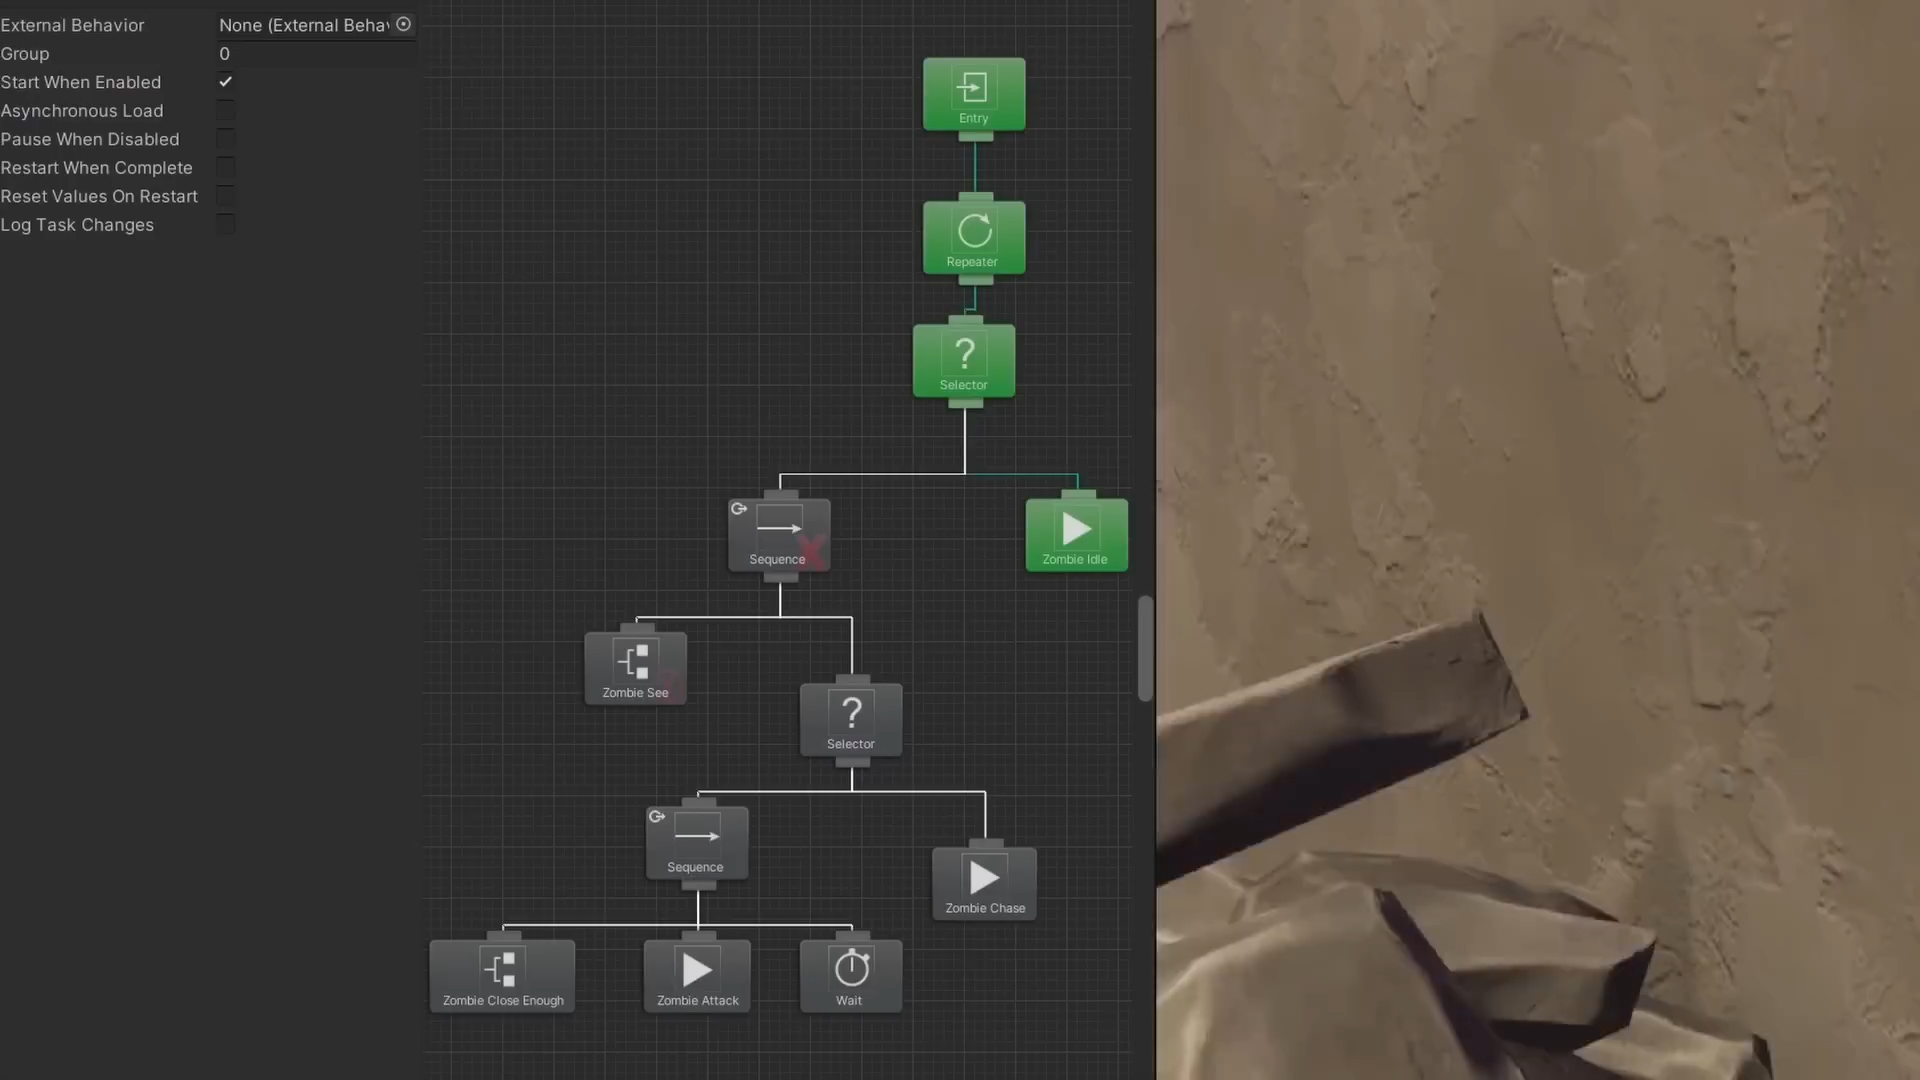 External Behavior None (External Behav
Group 0
Start When Enabled
Asynchronous Load
Pause When Disabled
Restart When Complete
Reset Values On Restart
Log Task Changes
Entry
Repeater
?
Selector
Sequence
Zombie Idle
Zombie See
?
Selector
Sequence
Zombie Chase
Zombie Close Enough
Zombie Attack
Wait